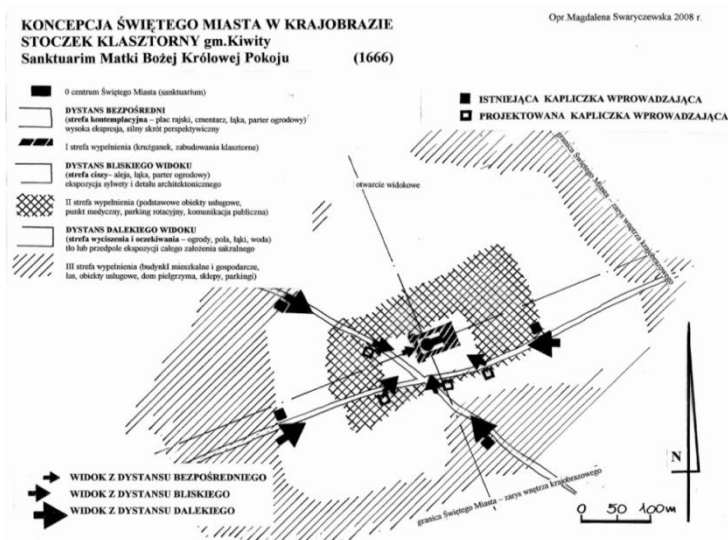 KONCEPCJA ŚWIĘTEGO MIASTA W KRAJOBRAZIE
STOCZEK KLASZTORNY gm.Kiwity
Sanktuarim Matki Bożej Królowej Pokoju (1666)
Opr.Magdalena Swaryczewska 2008 r.
0 centrum Świętego Miasta (sanktuarium)
DYSTANS BEZPOŚREDNI
(strefa kontemplacyjna – plac rajski, cmentarz, łąka, parter ogrodowy)
wysoka ekspresja, silny skrót perspektywiczny
I strefa wypełnienia (krużganek, zabudowania klasztorne)
DYSTANS BLISKIEGO WIDOKU
(strefa ciszy– aleja, łąka, parter ogrodowy)
ekspozycja sylwety i detalu architektonicznego
II strefa wypełnienia (podstawowe obiekty usługowe,
punkt medyczny, parking rotacyjny, komunikacja publiczna)
DYSTANS DALEKIEGO WIDOKU
(strefa wyciszenia i oczekiwania – ogrody, pola, łąki, woda)
tło lub przedpole ekspozycji całego założenia sakralnego
III strefa wypełnienia (budynki mieszkalne i gospodarcze,
las, obiekty usługowe, dom pielgrzyma, sklepy, parkingi)
ISTNIEJĄCA KAPLICZKA WPROWADZAJĄCA
PROJEKTOWANA KAPLICZKA WPROWADZAJĄCA
otwarcie widokowe
granica Świętego Miasta – zarys wnętrza krajobrazowego
WIDOK Z DYSTANSU BEZPOŚREDNIEGO
WIDOK Z DYSTANSU BLISKIEGO
WIDOK Z DYSTANSU DALEKIEGO
granica Świętego Miasta – zarys wnętrza krajobrazowego
N
0 50 100m